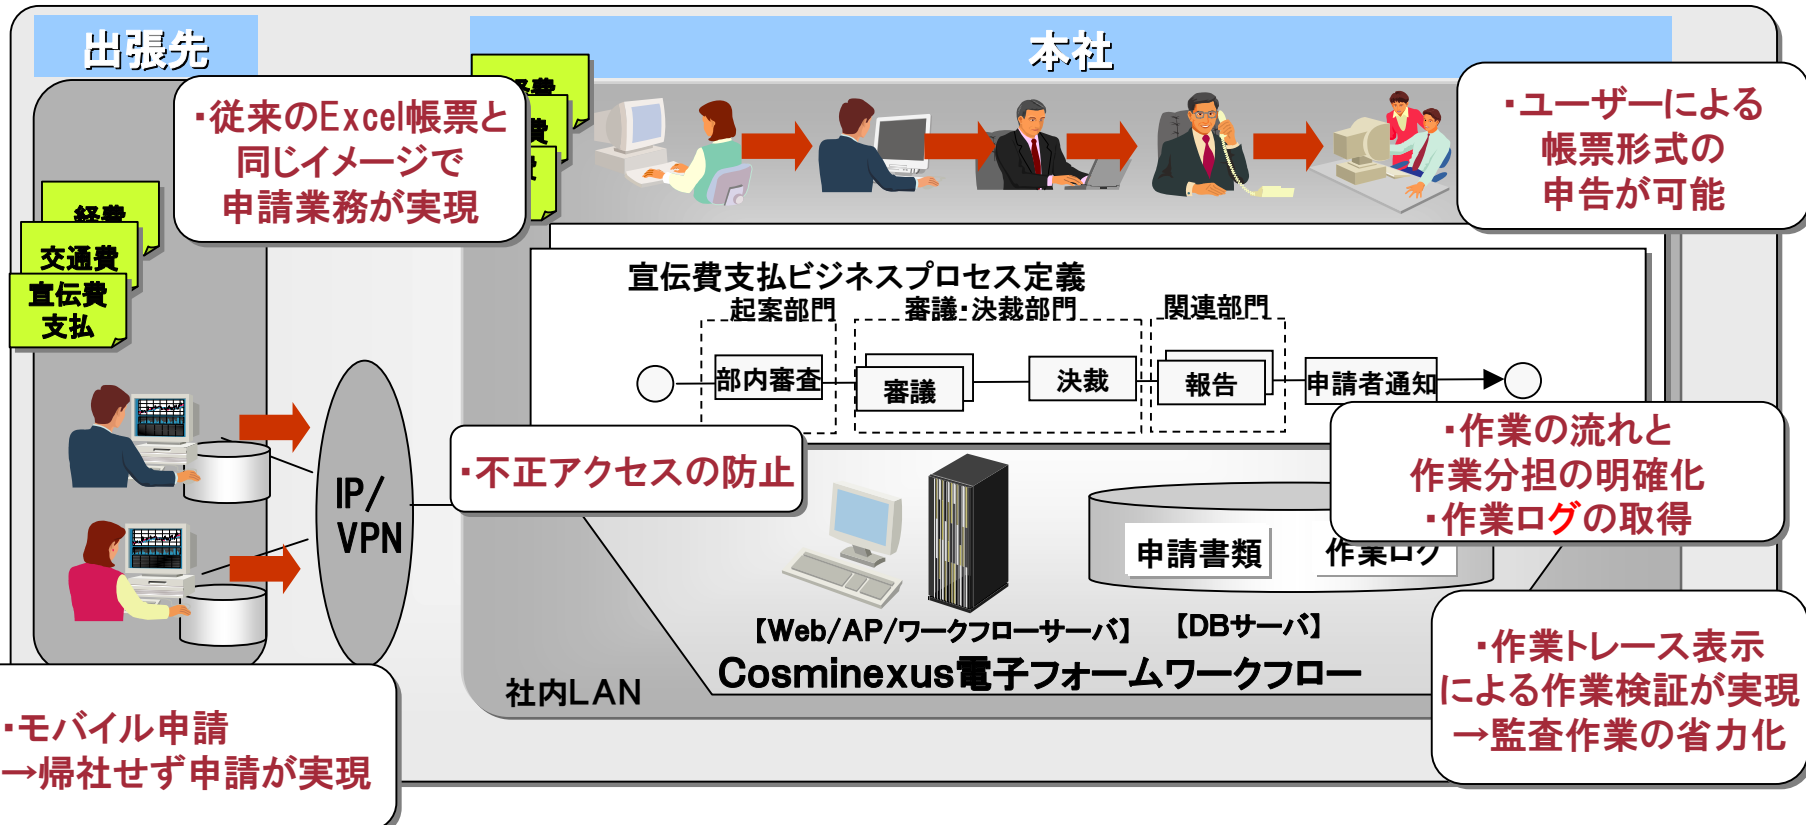 出張先
本社
・従来のExcel帳票と
同じイメージで
申請業務が実現
・ユーザーによる
帳票形式の
申告が可能
経費
交通費
宣伝費
支払
宣伝費支払ビジネスプロセス定義
起案部門
審議・決裁部門
関連部門
部内審査
審議
決裁
報告
申請者通知
・作業の流れと
作業分担の明確化
・作業ログの取得
・不正アクセスの防止
IP/
VPN
申請書類
作業ログ
【Web/AP/ワークフローサーバ】
【DBサーバ】
Cosminexus電子フォームワークフロー
社内LAN
・作業トレース表示
による作業検証が実現
→監査作業の省力化
・モバイル申請
→帰社せず申請が実現